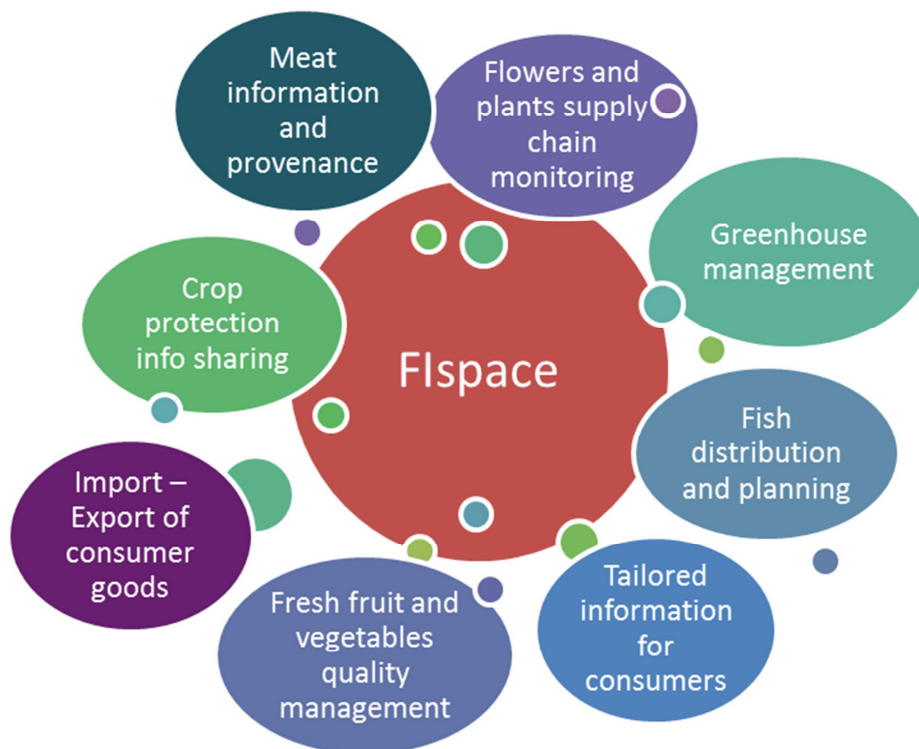 Meat
information
and
provenance
Flowers and
plants supply
chain
monitoring
Greenhouse
management
Crop
protection
info sharing
FIspace
Fish
distribution
and planning
Import –
Export of
consumer
goods
Fresh fruit and
vegetables
quality
management
Tailored
information
for
consumers